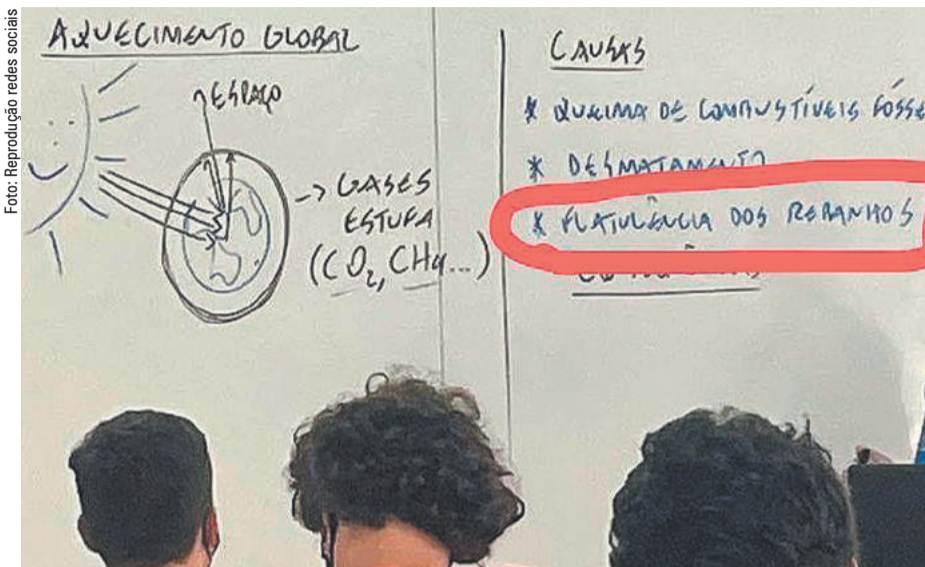 Foto: Reprodução redes sociais
AQUECIMENTO GLOBAL
ESPAÇO
-> GASES
ESTUFA
(CO₂, CH₄...)
CAUSAS
* QUEIMA DE COMBUSTÍVEIS FÓSSE
* DESMATAMENTO
* FLATULÊNCIA DOS REBANHOS